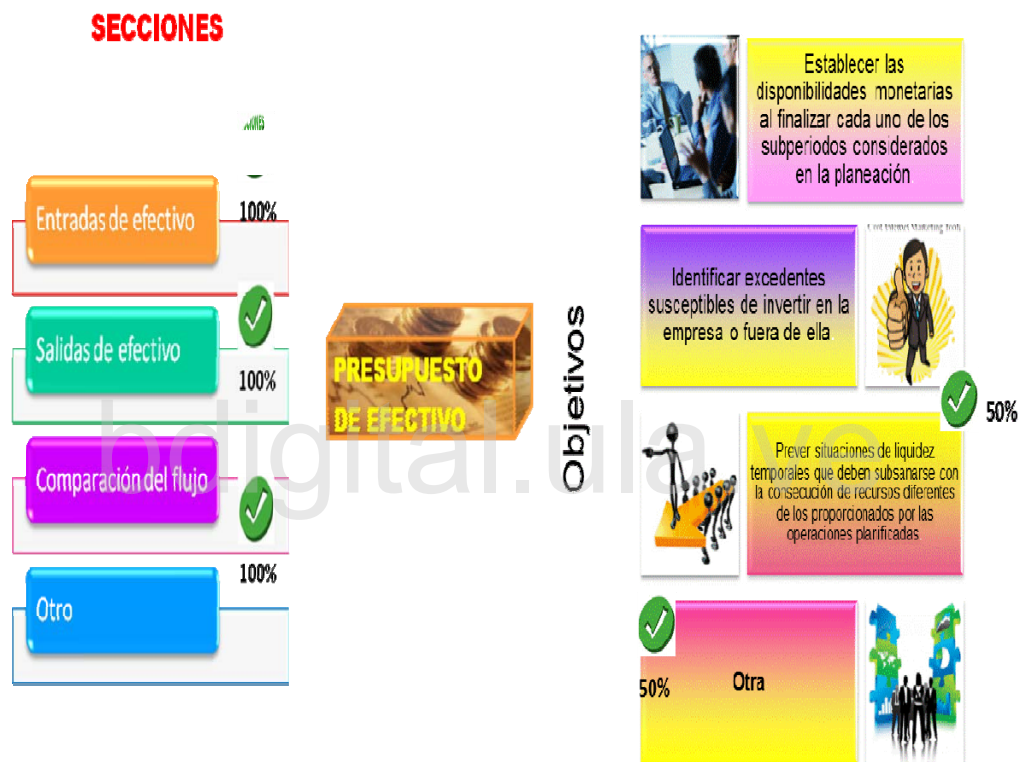 SECCIONES
Entradas de efectivo
100%
Salidas de efectivo
100%
Comparación del flujo
100%
Otro
PRESUPUESTO
DE EFECTIVO
Objetivos
Establecer las
disponibilidades monetarias
al finalizar cada uno de los
subperiodos considerados
en la planeación.
Identificar excedentes
susceptibles de invertir en la
empresa o fuera de ella.
50%
Prever situaciones de liquidez
temporales que deben subsanarse con
la consecución de recursos diferentes
de los proporcionados por las
operaciones planificadas
50%
Otra
bdigital.ula.ve